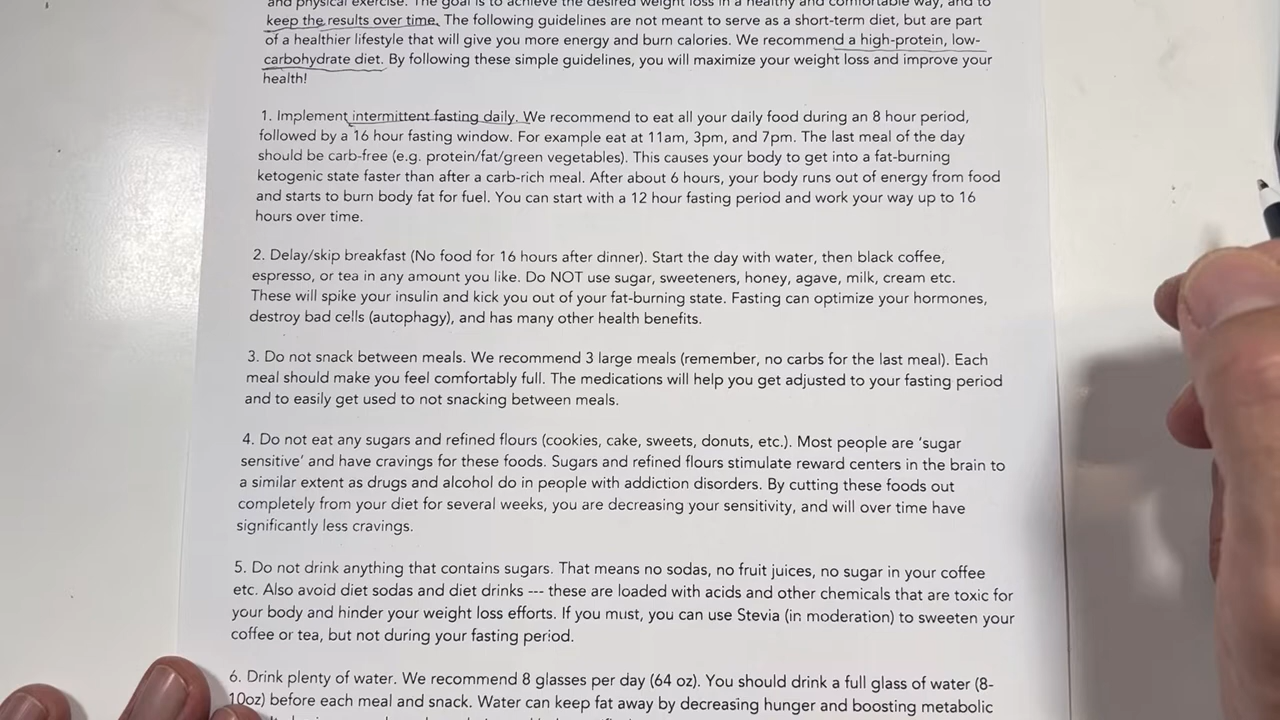 and physical exercise. The goal is to achieve the desired weight loss in a healthy and comfortable way, and to
keep the results over time. The following guidelines are not meant to serve as a short-term diet, but are part
of a healthier lifestyle that will give you more energy and burn calories. We recommend a high-protein, low-
carbohydrate diet. By following these simple guidelines, you will maximize your weight loss and improve your
health!
1. Implement intermittent fasting daily. We recommend to eat all your daily food during an 8 hour period,
followed by a 16 hour fasting window. For example eat at 11am, 3pm, and 7pm. The last meal of the day
should be carb-free (e.g. protein/fat/green vegetables). This causes your body to get into a fat-burning
ketogenic state faster than after a carb-rich meal. After about 6 hours, your body runs out of energy from food
and starts to burn body fat for fuel. You can start with a 12 hour fasting period and work your way up to 16
hours over time.
2. Delay/skip breakfast (No food for 16 hours after dinner). Start the day with water, then black coffee,
espresso, or tea in any amount you like. Do NOT use sugar, sweeteners, honey, agave, milk, cream etc.
These will spike your insulin and kick you out of your fat-burning state. Fasting can optimize your hormones,
destroy bad cells (autophagy), and has many other health benefits.
3. Do not snack between meals. We recommend 3 large meals (remember, no carbs for the last meal). Each
meal should make you feel comfortably full. The medications will help you get adjusted to your fasting period
and to easily get used to not snacking between meals.
4. Do not eat any sugars and refined flours (cookies, cake, sweets, donuts, etc.). Most people are ‘sugar
sensitive’ and have cravings for these foods. Sugars and refined flours stimulate reward centers in the brain to
a similar extent as drugs and alcohol do in people with addiction disorders. By cutting these foods out
completely from your diet for several weeks, you are decreasing your sensitivity, and will over time have
significantly less cravings.
5. Do not drink anything that contains sugars. That means no sodas, no fruit juices, no sugar in your coffee
etc. Also avoid diet sodas and diet drinks --- these are loaded with acids and other chemicals that are toxic for
your body and hinder your weight loss efforts. If you must, you can use Stevia (in moderation) to sweeten your
coffee or tea, but not during your fasting period.
6. Drink plenty of water. We recommend 8 glasses per day (64 oz). You should drink a full glass of water (8-
10oz) before each meal and snack. Water can keep fat away by decreasing hunger and boosting metabolic